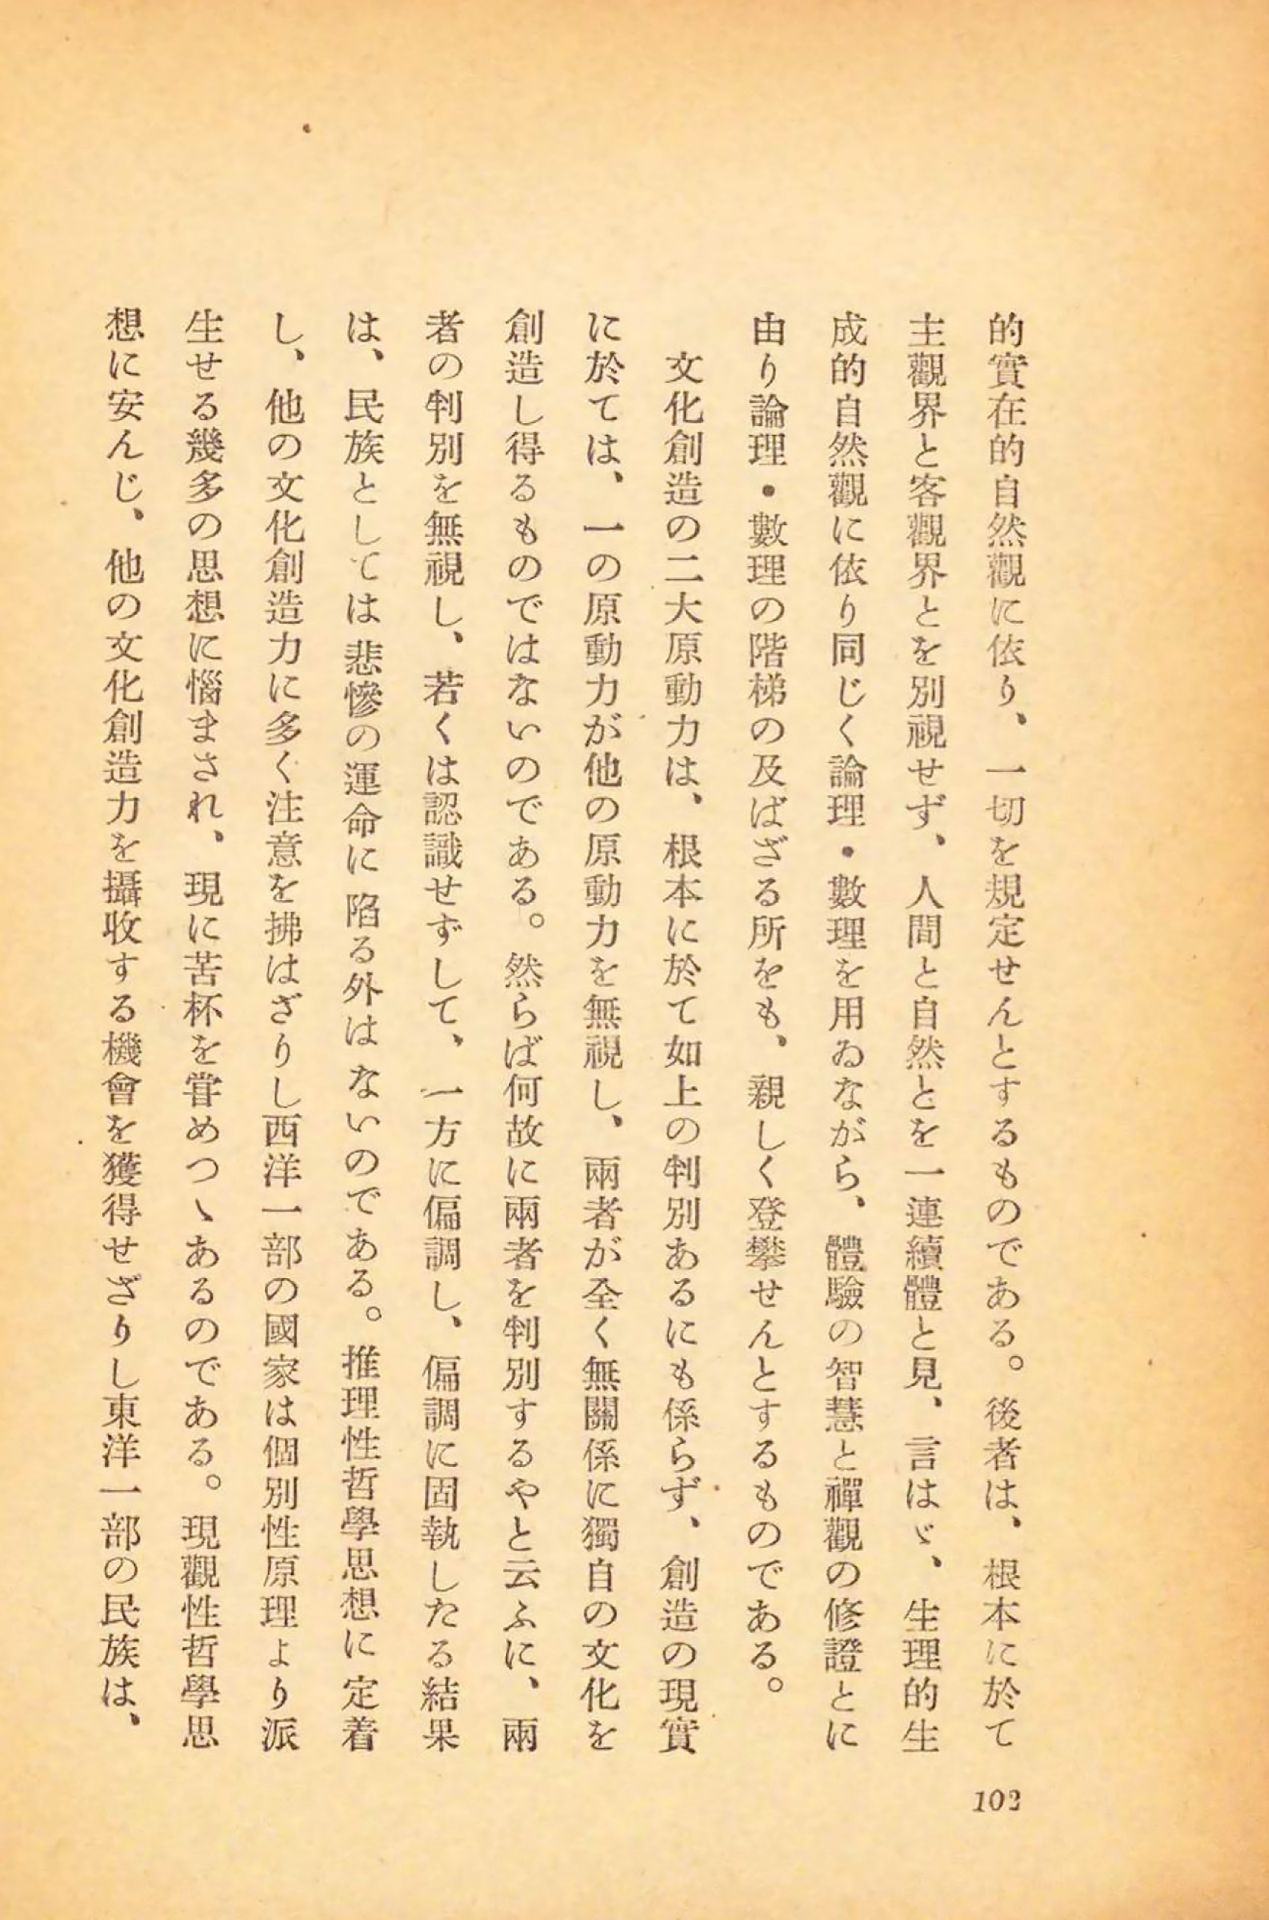 的實在的自然觀に依り、一切を規定せんとするものである。後者は、根本に於て
主觀界と客觀界とを別視せず、人間と自然とを一連續體と見、言はゞ、生理的生
成的自然觀に依り同じく論理・數理を用ゐながら、體驗の智慧と禪觀の修證とに
由り論理・數理の階梯の及ばざる所をも、親しく登攀せんとするものである。
文化創造の二大原動力は、根本に於て如上の判別あるにも係らず、創造の現實
に於ては、一の原動力が他の原動力を無視し、兩者が全く無關係に獨自の文化を
創造し得るものではないのである。然らば何故に兩者を判別するやと云ふに、兩
者の判別を無視し、若くは認識せずして、一方に偏調し、偏調に固執したる結果
は、民族としては悲慘の運命に陷る外はないのである。推理性哲學思想に定着
し、他の文化創造力に多く注意を拂はざりし西洋一部の國家は個別性原理より派
生せる幾多の思想に惱まされ、現に苦杯を甞めつゝあるのである。現觀性哲學思
想に安んじ、他の文化創造力を攝收する機會を獲得せざりし東洋一部の民族は、
102